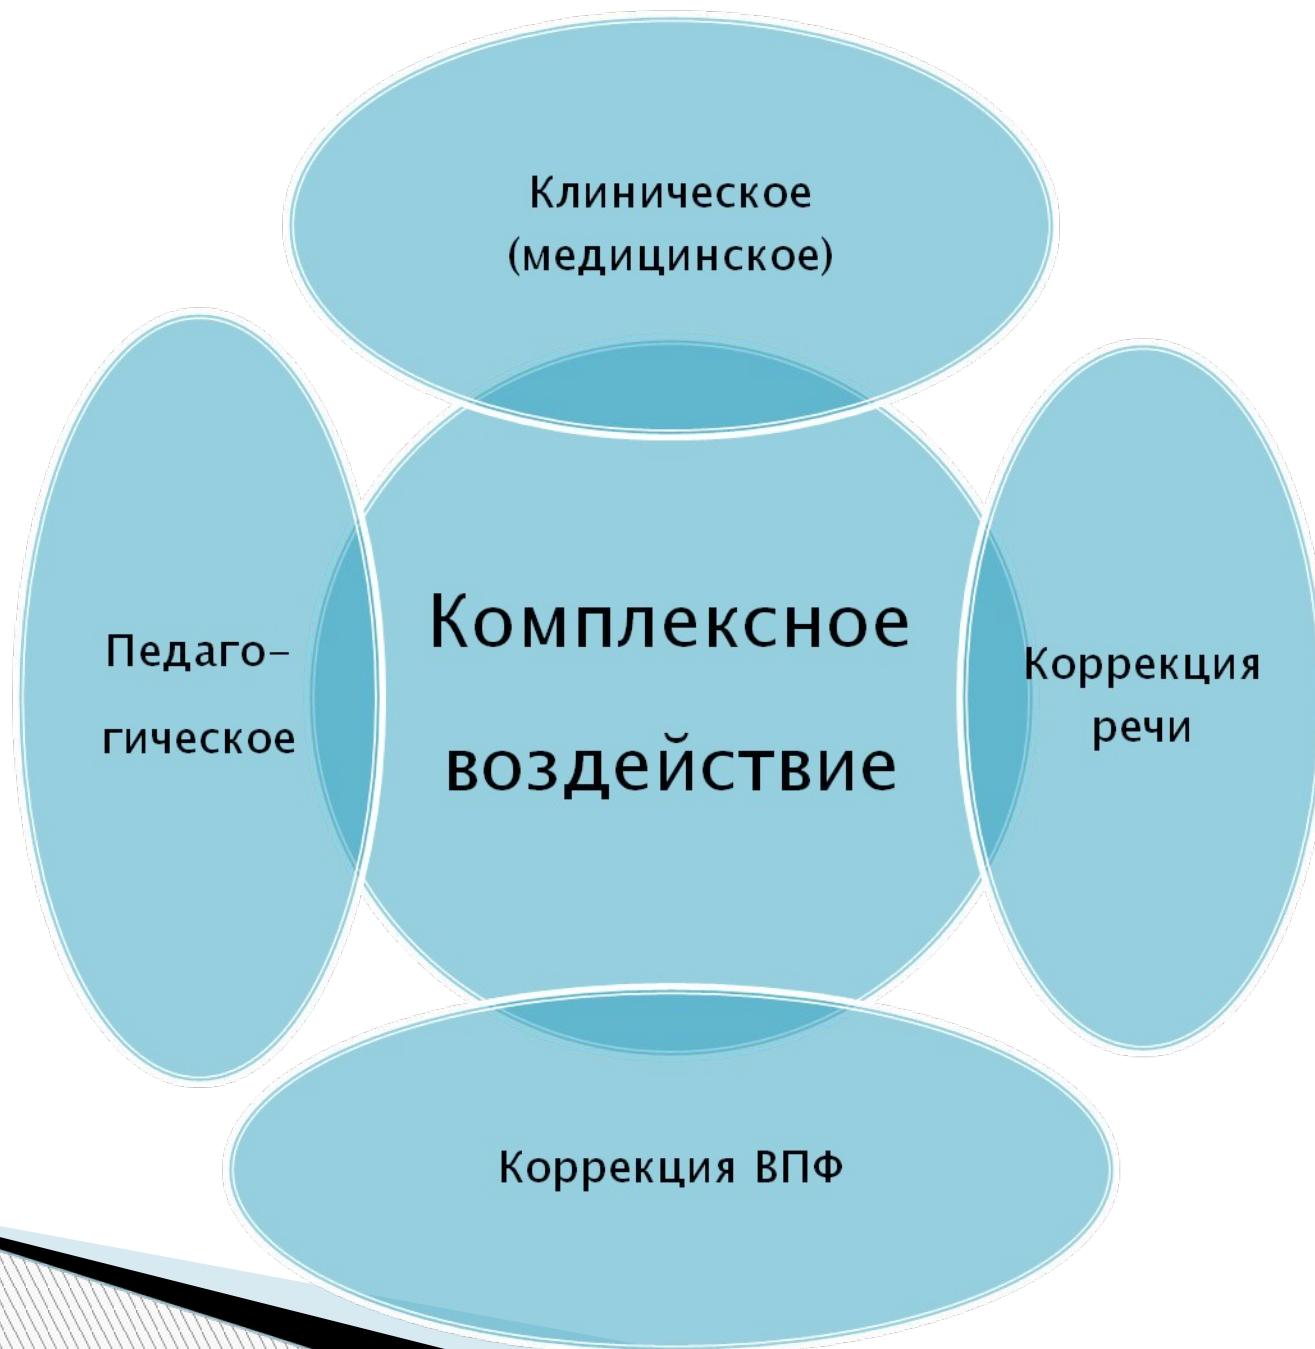 Клиническое
(медицинское)
Педаго-
гическое
Комплексное
воздействие
Коррекция
речи
Коррекция ВПФ